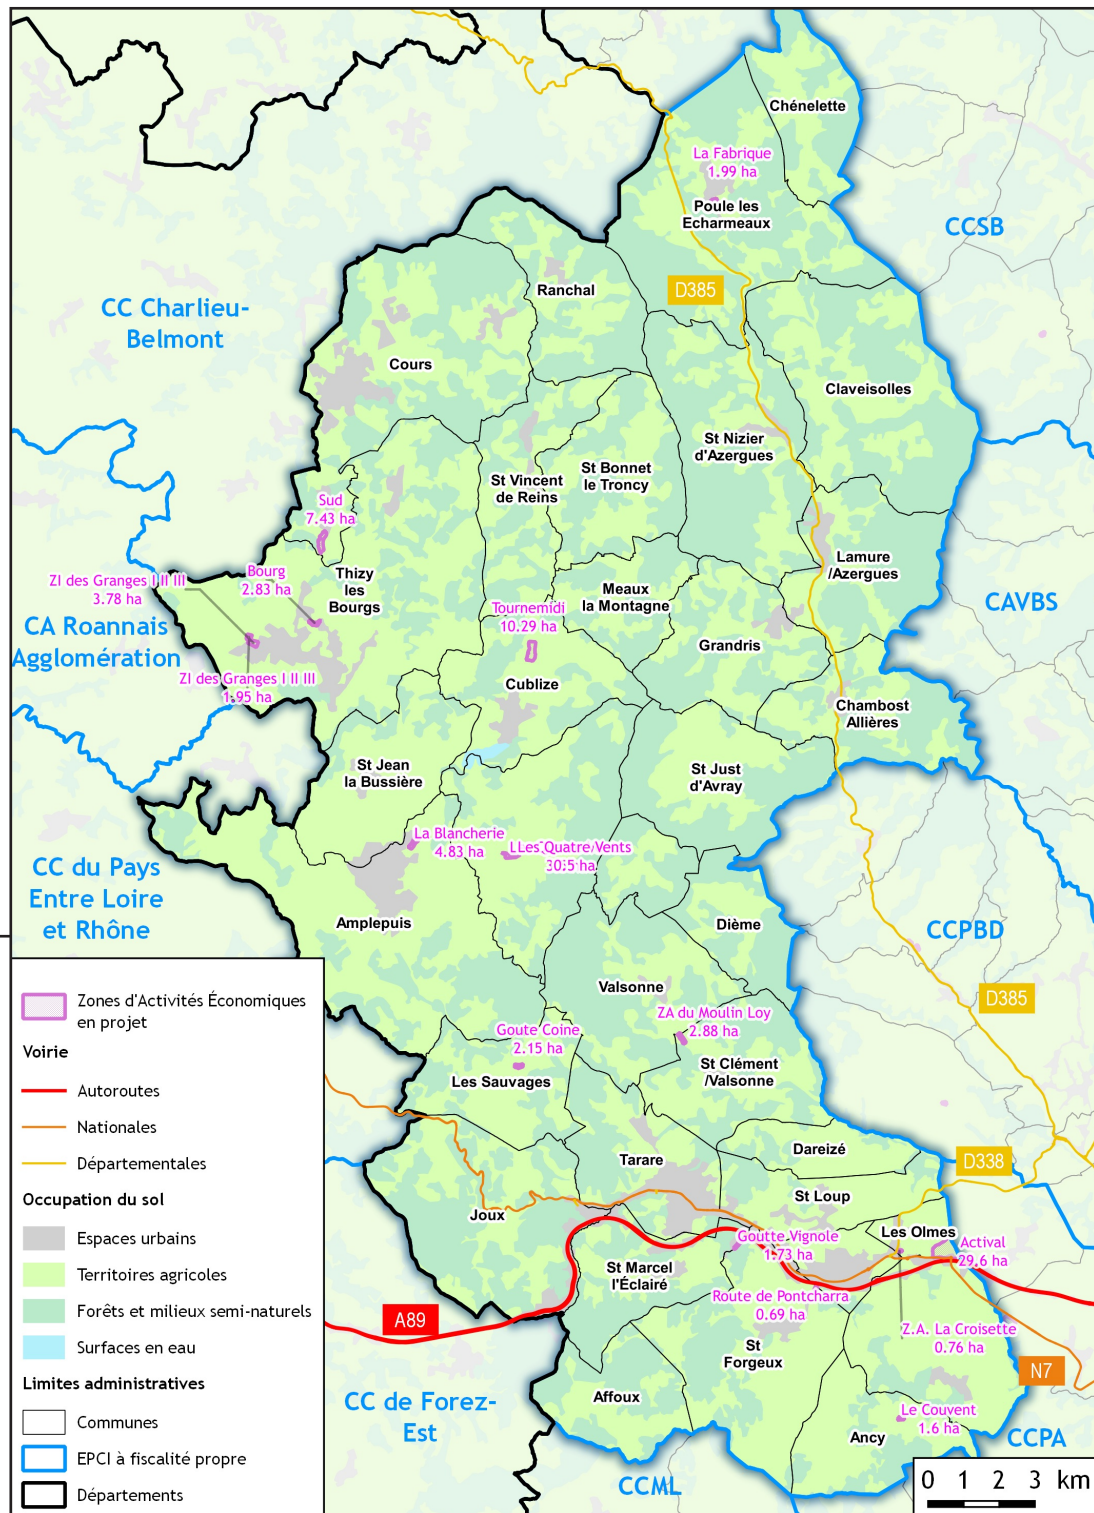 Chénelette
La Fabrique
1.99 ha
Poule les
Echarmeaux
CCSB
D385
Ranchal
CC Charlieu-
Belmont
Cours
Claveisolles
St Nizier
d'Azergues
St Bonnet
le Troncy
St Vincent
de Reins
Sud
7.43 ha
Lamure
/Azergues
ZI des Granges I II III
3.78 ha
Bourg
2.83 ha
Thizy
les
Bourgs
Meaux
la Montagne
CAVBS
Tournemidi
10.29 ha
CA Roannais
Agglomération
Grandris
ZI des Granges I II III
1.95 ha
Cublize
Chambost
Allières
St Jean
la Bussière
St Just
d'Avray
La Blancherie
4.83 ha
Les Quatre Vents
30.5 ha
CC du Pays
Entre Loire
et Rhône
Amplepuis
Dième
CCPBD
Valsonne
D385
ZA du Moulin Loy
2.88 ha
Goute Coine
2.15 ha
St Clément
/Valsonne
Les Sauvages
Dareizé
D338
Tarare
St Loup
Joux
Les Olmes
Goutte Vignole
1.73 ha
Actival
29.6 ha
St Marcel
l'Éclairé
Route de Pontcharra
0.69 ha
A89
Z.A. La Croisette
0.76 ha
St
Forgeux
N7
Affoux
CC de Forez-
Est
Le Couvent
1.6 ha
Ancy
CCPA
CCML
Zones d'Activités Économiques
en projet
Voirie
Autoroutes
Nationales
Départementales
Occupation du sol
Espaces urbains
Territoires agricoles
Forêts et milieux semi-naturels
Surfaces en eau
Limites administratives
Communes
EPCI à fiscalité propre
Départements
0 1 2 3 km